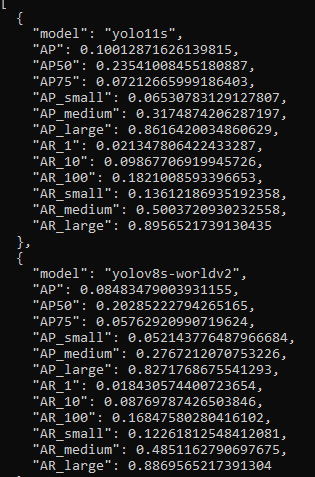 [
  {
    "model": "yolo11s",
    "AP": 0.10012871626139815,
    "AP50": 0.23541008455180887,
    "AP75": 0.07212665999186403,
    "AP_small": 0.06530783129127807,
    "AP_medium": 0.3174874206287197,
    "AP_large": 0.8616420034860629,
    "AR_1": 0.021347806422433287,
    "AR_10": 0.09867706919945726,
    "AR_100": 0.1821008593396653,
    "AR_small": 0.13612186935192358,
    "AR_medium": 0.5003720930232558,
    "AR_large": 0.8956521739130435
  },
  {
    "model": "yolov8s-worldv2",
    "AP": 0.08483479003931155,
    "AP50": 0.20285222794265165,
    "AP75": 0.05762920990719624,
    "AP_small": 0.052143776487966684,
    "AP_medium": 0.2767212070753226,
    "AP_large": 0.8271768675541293,
    "AR_1": 0.018430574400723654,
    "AR_10": 0.08769787426503846,
    "AR_100": 0.16847580280416102,
    "AR_small": 0.12261812548412081,
    "AR_medium": 0.4851162790697675,
    "AR_large": 0.8869565217391304